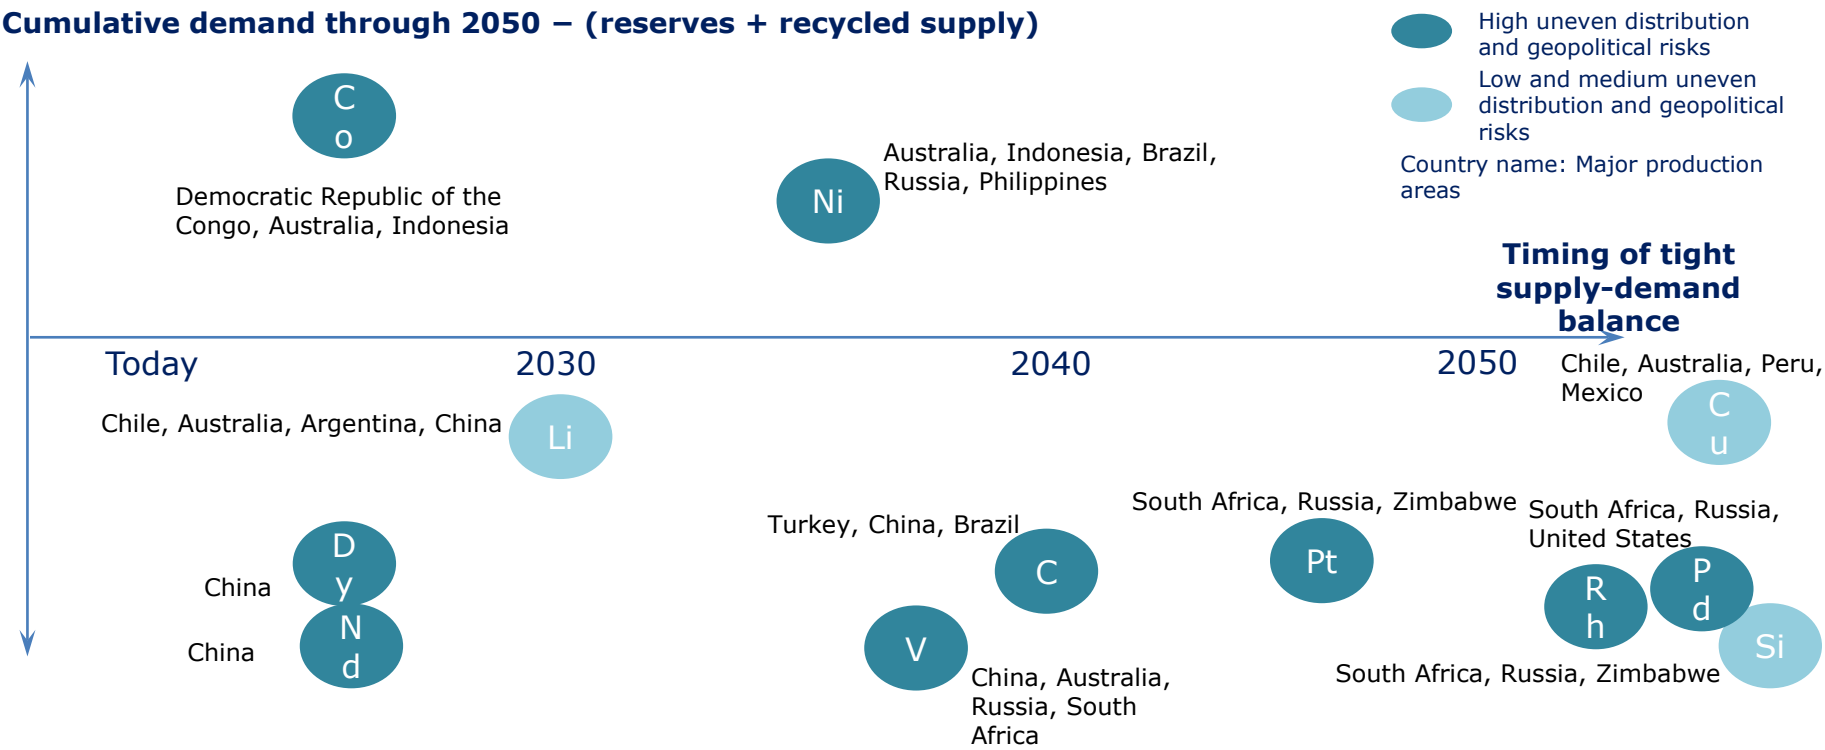 Cumulative demand through 2050 − (reserves + recycled supply)
High uneven distribution
and geopolitical risks
Low and medium uneven
distribution and geopolitical
risks
Country name: Major production
areas
C
o
Democratic Republic of the
Congo, Australia, Indonesia
Ni
Australia, Indonesia, Brazil,
Russia, Philippines
Timing of tight
supply-demand
balance
Today
2030
2040
2050
Chile, Australia, Argentina, China
Li
Chile, Australia, Peru,
Mexico
C
u
D
y
China
N
d
China
Turkey, China, Brazil
C
V
China, Australia,
Russia, South
Africa
South Africa, Russia, Zimbabwe
Pt
South Africa, Russia,
United States
R
h
P
d
South Africa, Russia, Zimbabwe
Si